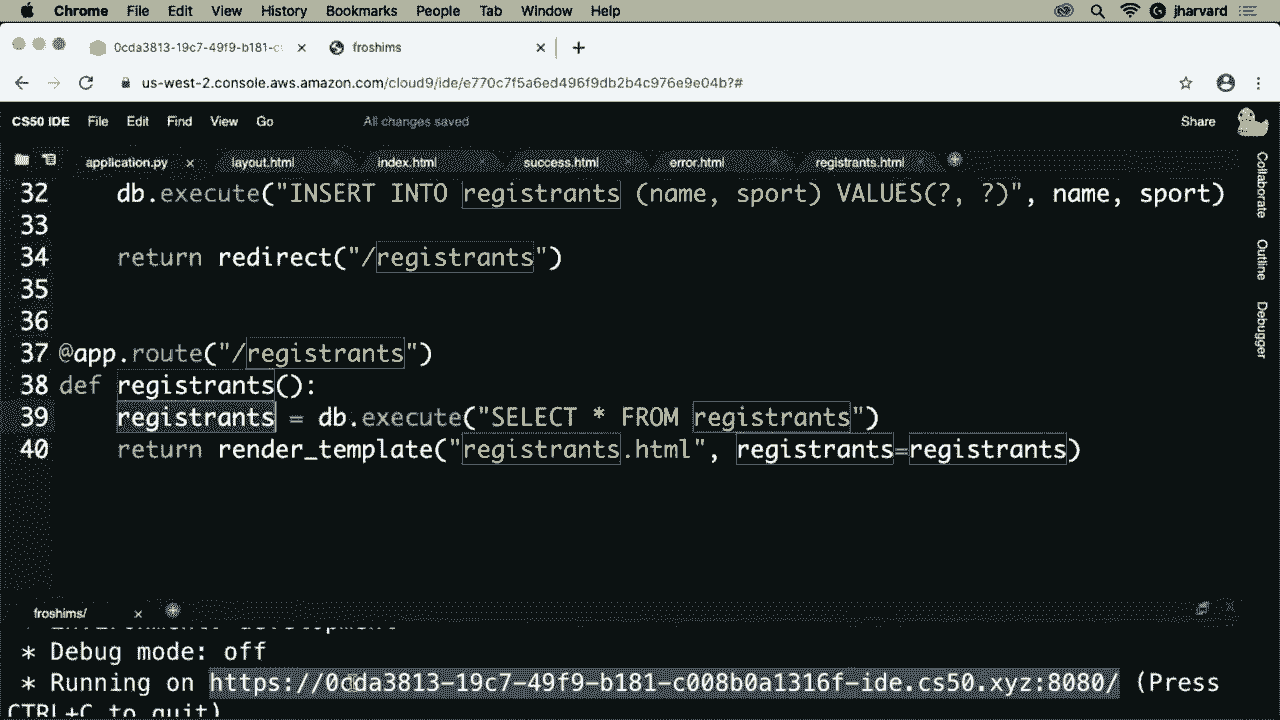 Chrome File Edit View History Bookmarks People Tab Window Help jharvard
0cda3813-19c7-49f9-b181-c froshims
us-west-2.console.aws.amazon.com/cloud9/ide/e770c7f5a6ed496f9db2b4c976e9e04b?#
CS50 IDE File Edit Find View Go All changes saved Share
application.py layout.html index.html success.html error.html registrants.html
32 db.execute("INSERT INTO registrants (name, sport) VALUES(?, ?)", name, sport)
33
34 return redirect("/registrants")
35
36
37 @app.route("/registrants")
38 def registrants():
39 registrants = db.execute("SELECT * FROM registrants")
40 return render_template("registrants.html", registrants=registrants)
Collaborate
Outline
Debugger
froshims/
* Environment: development
* Debug mode: off
* Running on https://0cda3813-19c7-49f9-b181-c008b0a1316f-ide.cs50.xyz:8080/ (Press
CTRL+C to quit)